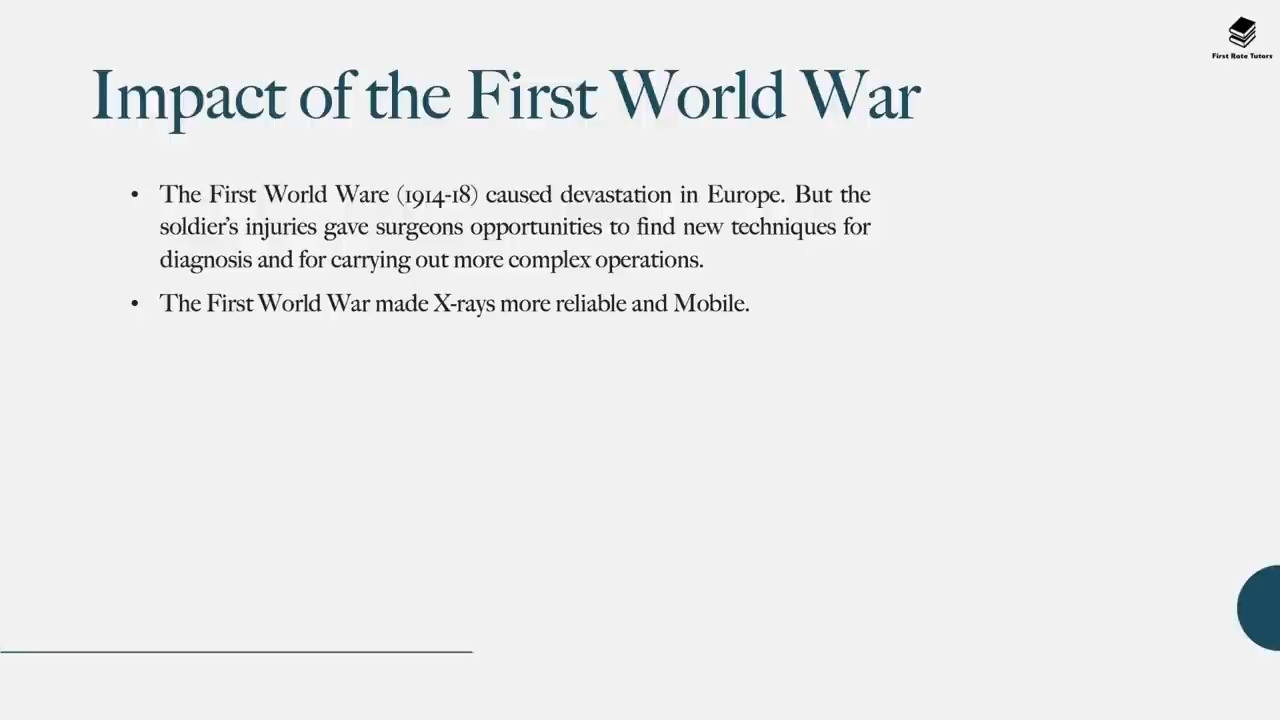 First Rate Tutors
Impact of the First World War
• The First World Ware (1914-18) caused devastation in Europe. But the
soldier's injuries gave surgeons opportunities to find new techniques for
diagnosis and for carrying out more complex operations.
• The First World War made X-rays more reliable and Mobile.